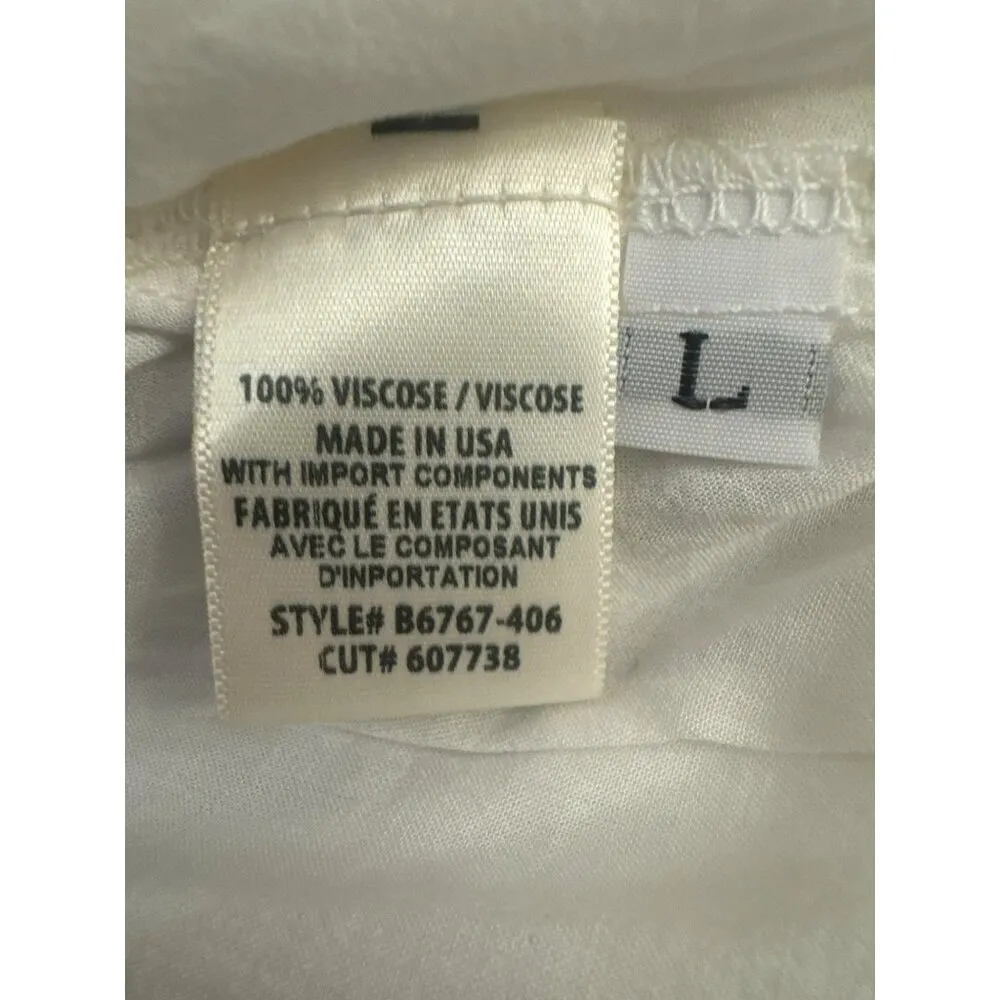 100% VISCOSE / VISCOSE
MADE IN USA
WITH IMPORT COMPONENTS
FABRIQUÉ EN ETATS UNIS
AVEC LE COMPOSANT
D'INPORTATION
STYLE# B6767-406
CUT# 607738
L